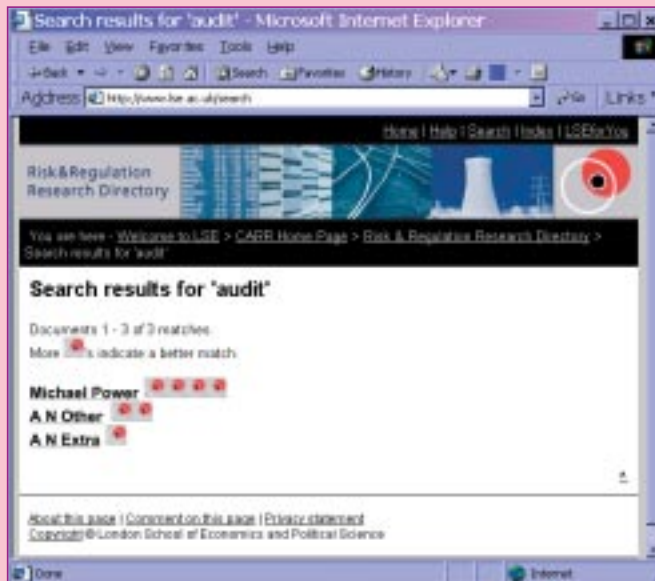 Search results for 'audit' - Microsoft Internet Explorer
File Edit View Favorites Tools Help
Back Search Favorites History
Address http://www.lse.ac.uk/search Go Links
Home | Help | Search | Index | LSEforYou
Risk&Regulation
Research Directory
You are here - Welcome to LSE > CARR Home Page > Risk & Regulation Research Directory >
Search results for 'audit'
Search results for 'audit'
Documents 1 - 3 of 3 matches.
More 's indicate a better match.
Michael Power
A N Other
A N Extra
About this page | Comment on this page | Privacy statement
Copyright © London School of Economics and Political Science
Done Internet